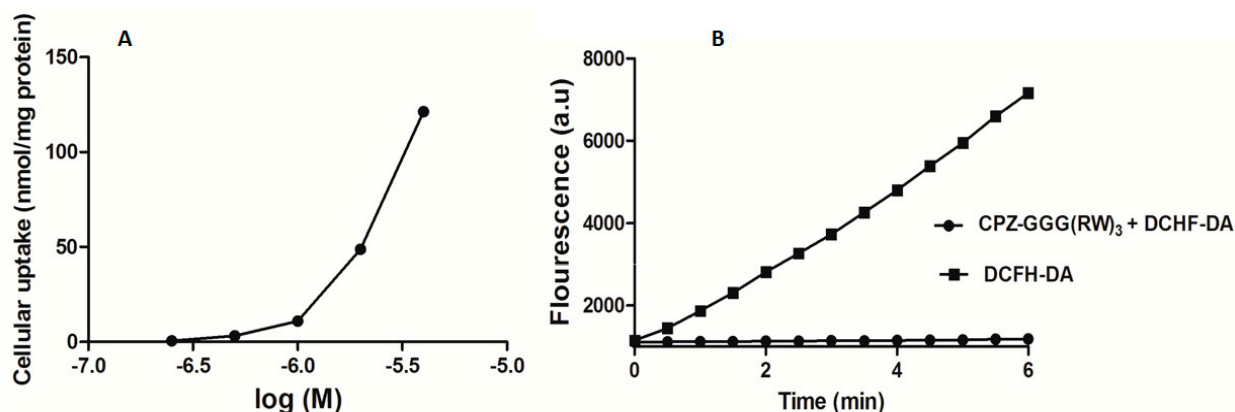 A
Cellular uptake (nmol/mg protein)
150
100
50
0
-7.0 -6.5 -6.0 -5.5 -5.0
log (M)
B
Flourescence (a.u)
8000
6000
4000
2000
0 2 4 6
Time (min)
CPZ-GGG(RW)₃ + DCHF-DA
DCFH-DA